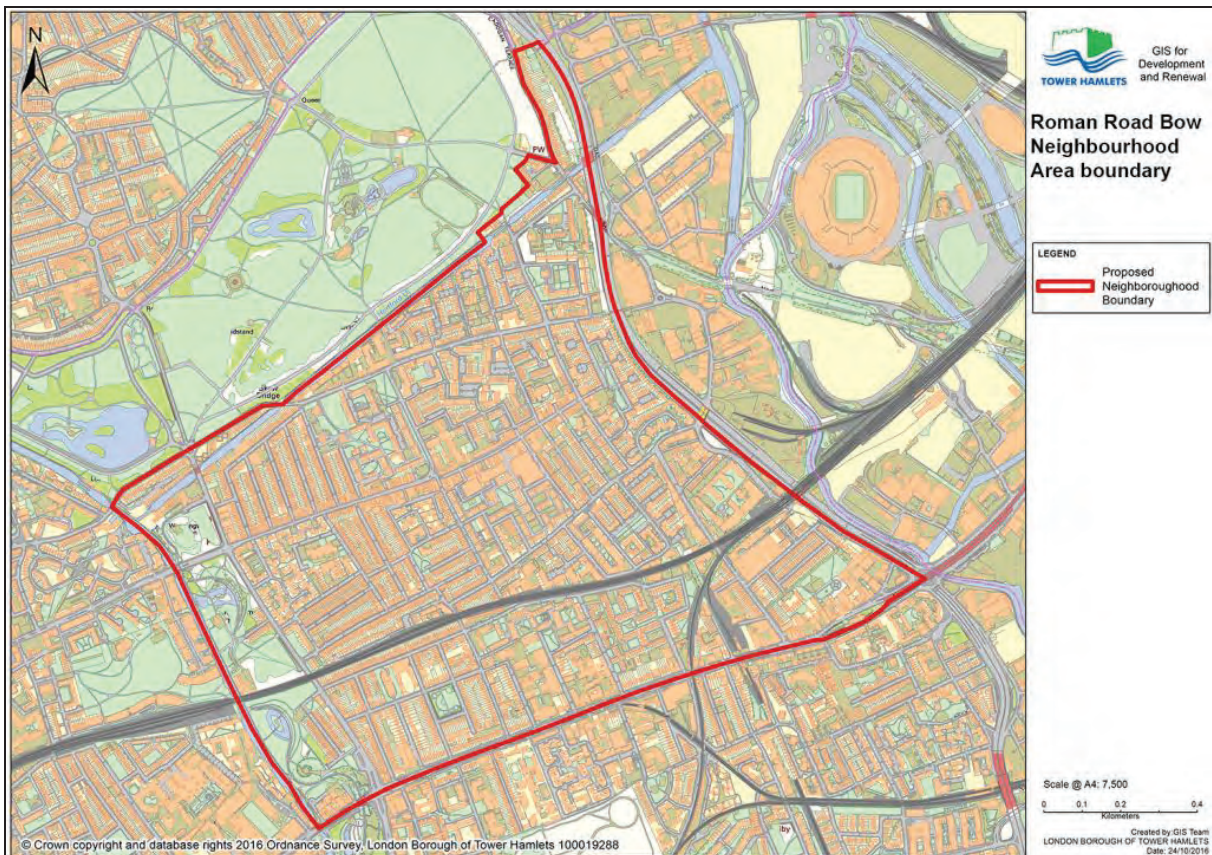 N
TOWER HAMLETS
GIS for
Development
and Renewal
Roman Road Bow
Neighbourhood
Area boundary
LEGEND
Proposed
Neighboroughood
Boundary
PW
Scale @ A4: 7,500
0 0.1 0.2 0.4
Kilometers
Created by:GIS Team
LONDON BOROUGH OF TOWER HAMLETS
Date: 24/10/2016
© Crown copyright and database rights 2016 Ordnance Survey, London Borough of Tower Hamlets 100019288